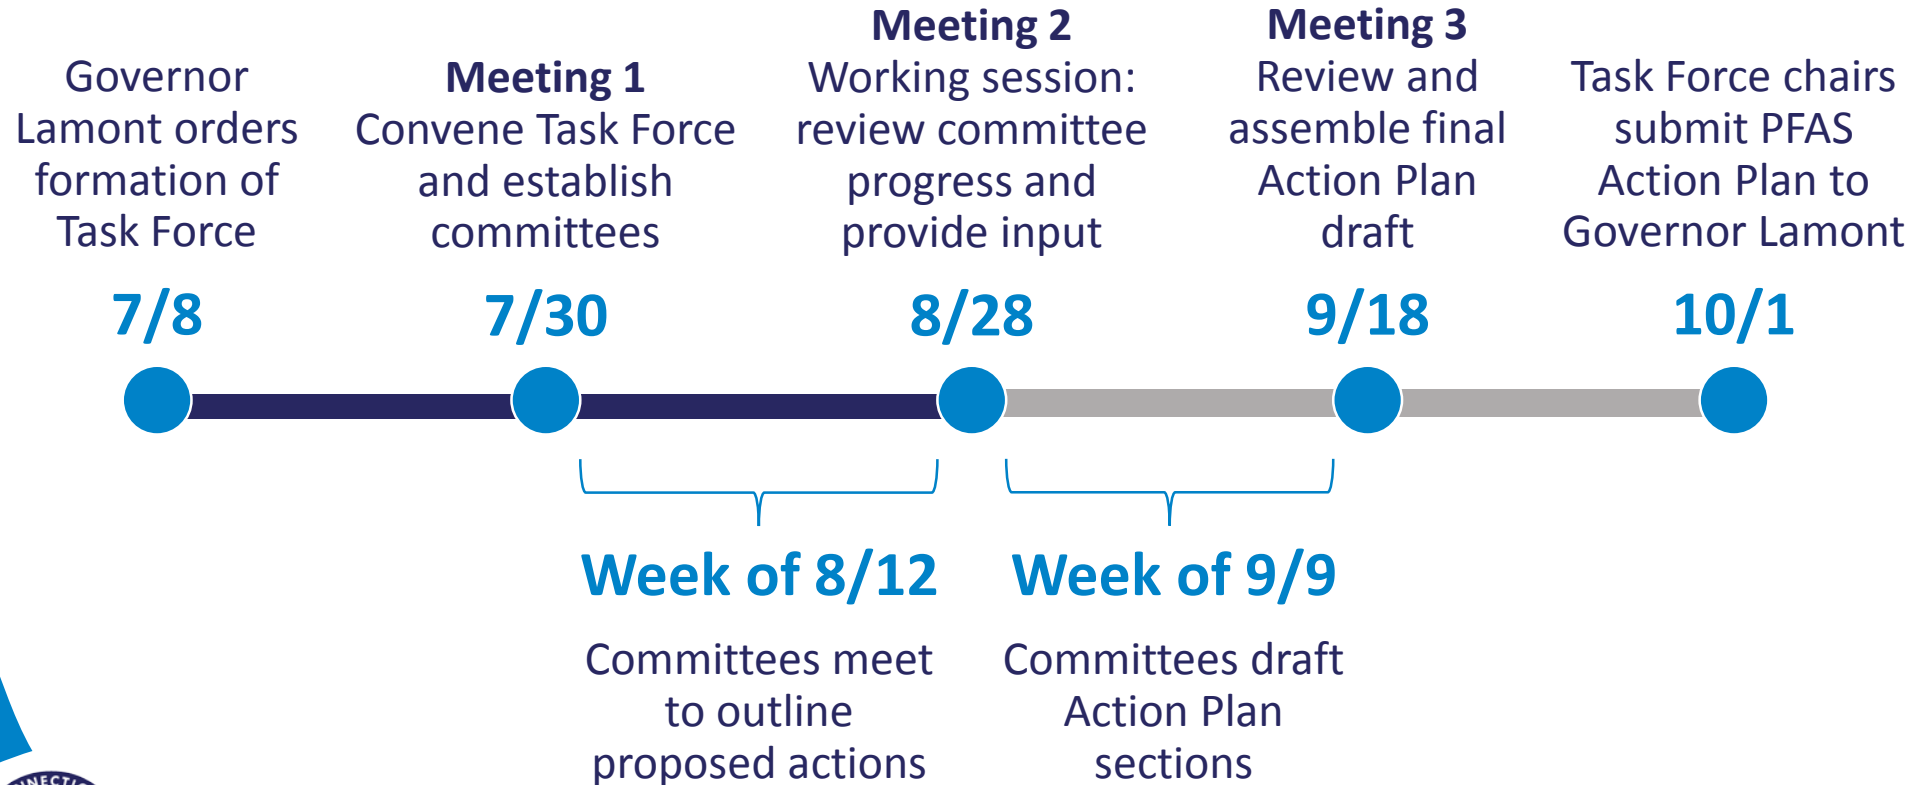 Governor
Lamont orders
formation of
Task Force
7/8
Meeting 1
Convene Task Force
and establish
committees
7/30
Meeting 2
Working session:
review committee
progress and
provide input
8/28
Meeting 3
Review and
assemble final
Action Plan
draft
9/18
Task Force chairs
submit PFAS
Action Plan to
Governor Lamont
10/1
Week of 8/12
Committees meet
to outline
proposed actions
Week of 9/9
Committees draft
Action Plan
sections